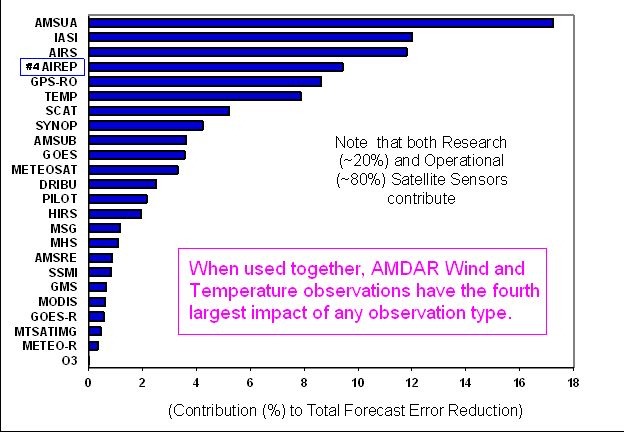 AMSUA
IASI
AIRS
#4 AIREP
GPS-RO
TEMP
SCAT
SYNOP
AMSUB
GOES
METEOSAT
DRIBU
PILOT
HIRS
MSG
MHS
AMSRE
SSMI
GMS
MODIS
GOES-R
MTSATIMG
METEO-R
O3
Note that both Research
(~20%) and Operational
(~80%) Satellite Sensors
contribute
When used together, AMDAR Wind and
Temperature observations have the fourth
largest impact of any observation type.
0 2 4 6 8 10 12 14 16 18
(Contribution (%) to Total Forecast Error Reduction)